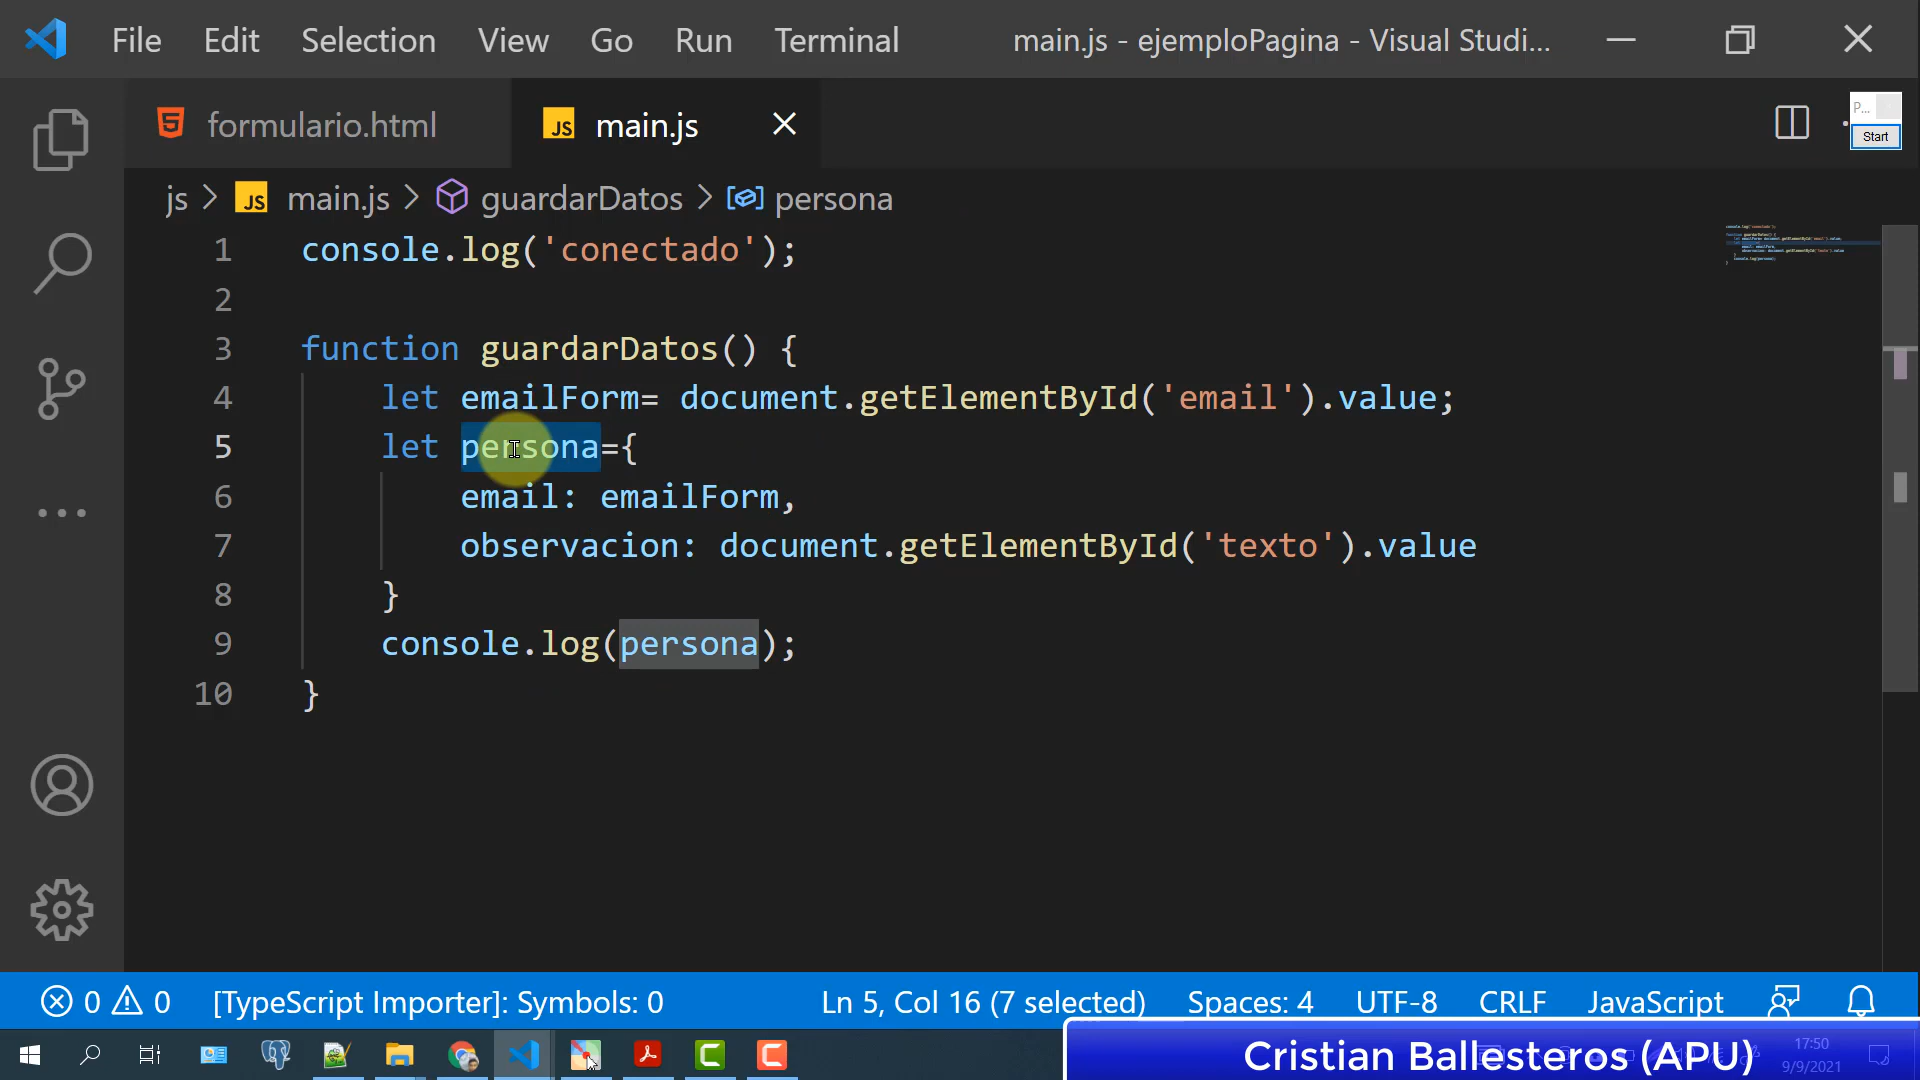 File Edit Selection View Go Run Terminal main.js - ejemploPagina - Visual Studi...
formulario.html JS main.js
P...
Start
js > JS main.js > guardarDatos > persona
1 console.log('conectado');
2
3 function guardarDatos() {
4 let emailForm= document.getElementById('email').value;
5 let persona={
6 email: emailForm,
7 observacion: document.getElementById('texto').value
8 }
9 console.log(persona);
10 }
0 0 [TypeScript Importer]: Symbols: 0 Ln 5, Col 16 (7 selected) Spaces: 4 UTF-8 CRLF JavaScript
Cristian Ballesteros (APU)
17:50
9/9/2021